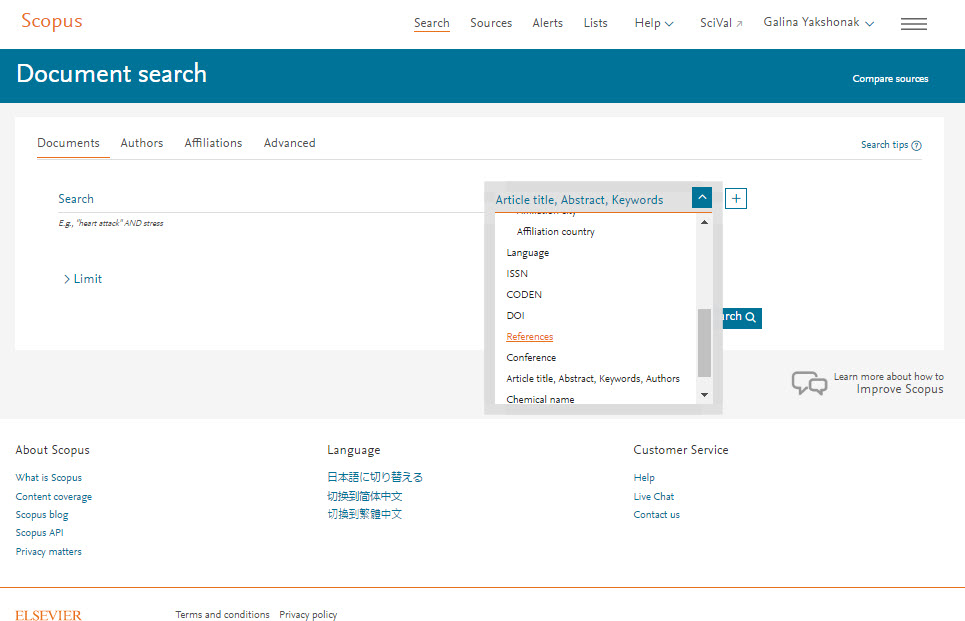 Scopus
Search Sources Alerts Lists Help SciVal Galina Yakshonak
Document search
Compare sources
Documents Authors Affiliations Advanced
Search tips ?
Search
Article title, Abstract, Keywords
E.g., "heart attack" AND stress
Affiliation city
Affiliation country
Language
ISSN
Limit
CODEN
DOI
rch
References
Conference
Article title, Abstract, Keywords, Authors
Chemical name
Learn more about how to
Improve Scopus
About Scopus
What is Scopus
Content coverage
Scopus blog
Scopus API
Privacy matters
Language
日本語に切り替える
切换到简体中文
切換到繁體中文
Customer Service
Help
Live Chat
Contact us
ELSEVIER
Terms and conditions Privacy policy